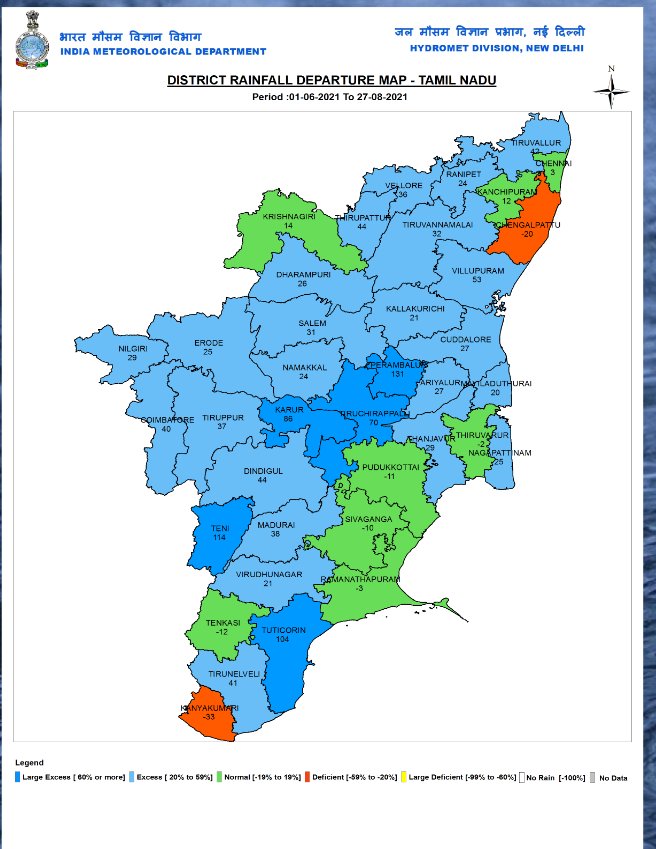 भारत मौसम विज्ञान विभाग
INDIA METEOROLOGICAL DEPARTMENT
जल मौसम विज्ञान प्रभाग, नई दिल्ली
HYDROMET DIVISION, NEW DELHI
DISTRICT RAINFALL DEPARTURE MAP - TAMIL NADU
Period :01-06-2021 To 27-08-2021
N
TIRUVALLUR
42
CHENNAI
3
RANIPET
24
VELLORE
36
KANCHIPURAM
12
KRISHNAGIRI
14
THIRUPATTUR
44
TIRUVANNAMALAI
32
CHENGALPATTU
-20
DHARAMPURI
26
VILLUPURAM
53
KALLAKURICHI
21
SALEM
31
CUDDALORE
27
NILGIRI
29
ERODE
25
NAMAKKAL
24
PERAMBALUR
131
ARIYALUR
27
MAYILADUTHURAI
20
COIMBATORE
40
TIRUPPUR
37
KARUR
86
TIRUCHIRAPPALLI
70
THANJAVUR
29
THIRUVARUR
-2
NAGAPATTINAM
25
DINDIGUL
44
PUDUKKOTTAI
-11
TENI
114
MADURAI
38
SIVAGANGA
-10
VIRUDHUNAGAR
21
RAMANATHAPURAM
-3
TENKASI
-12
TUTICORIN
104
TIRUNELVELI
41
KANYAKUMARI
-33
Legend
Large Excess [ 60% or more] Excess [ 20% to 59%] Normal [-19% to 19%] Deficient [-59% to -20%] Large Deficient [-99% to -60%] No Rain [-100%] No Data